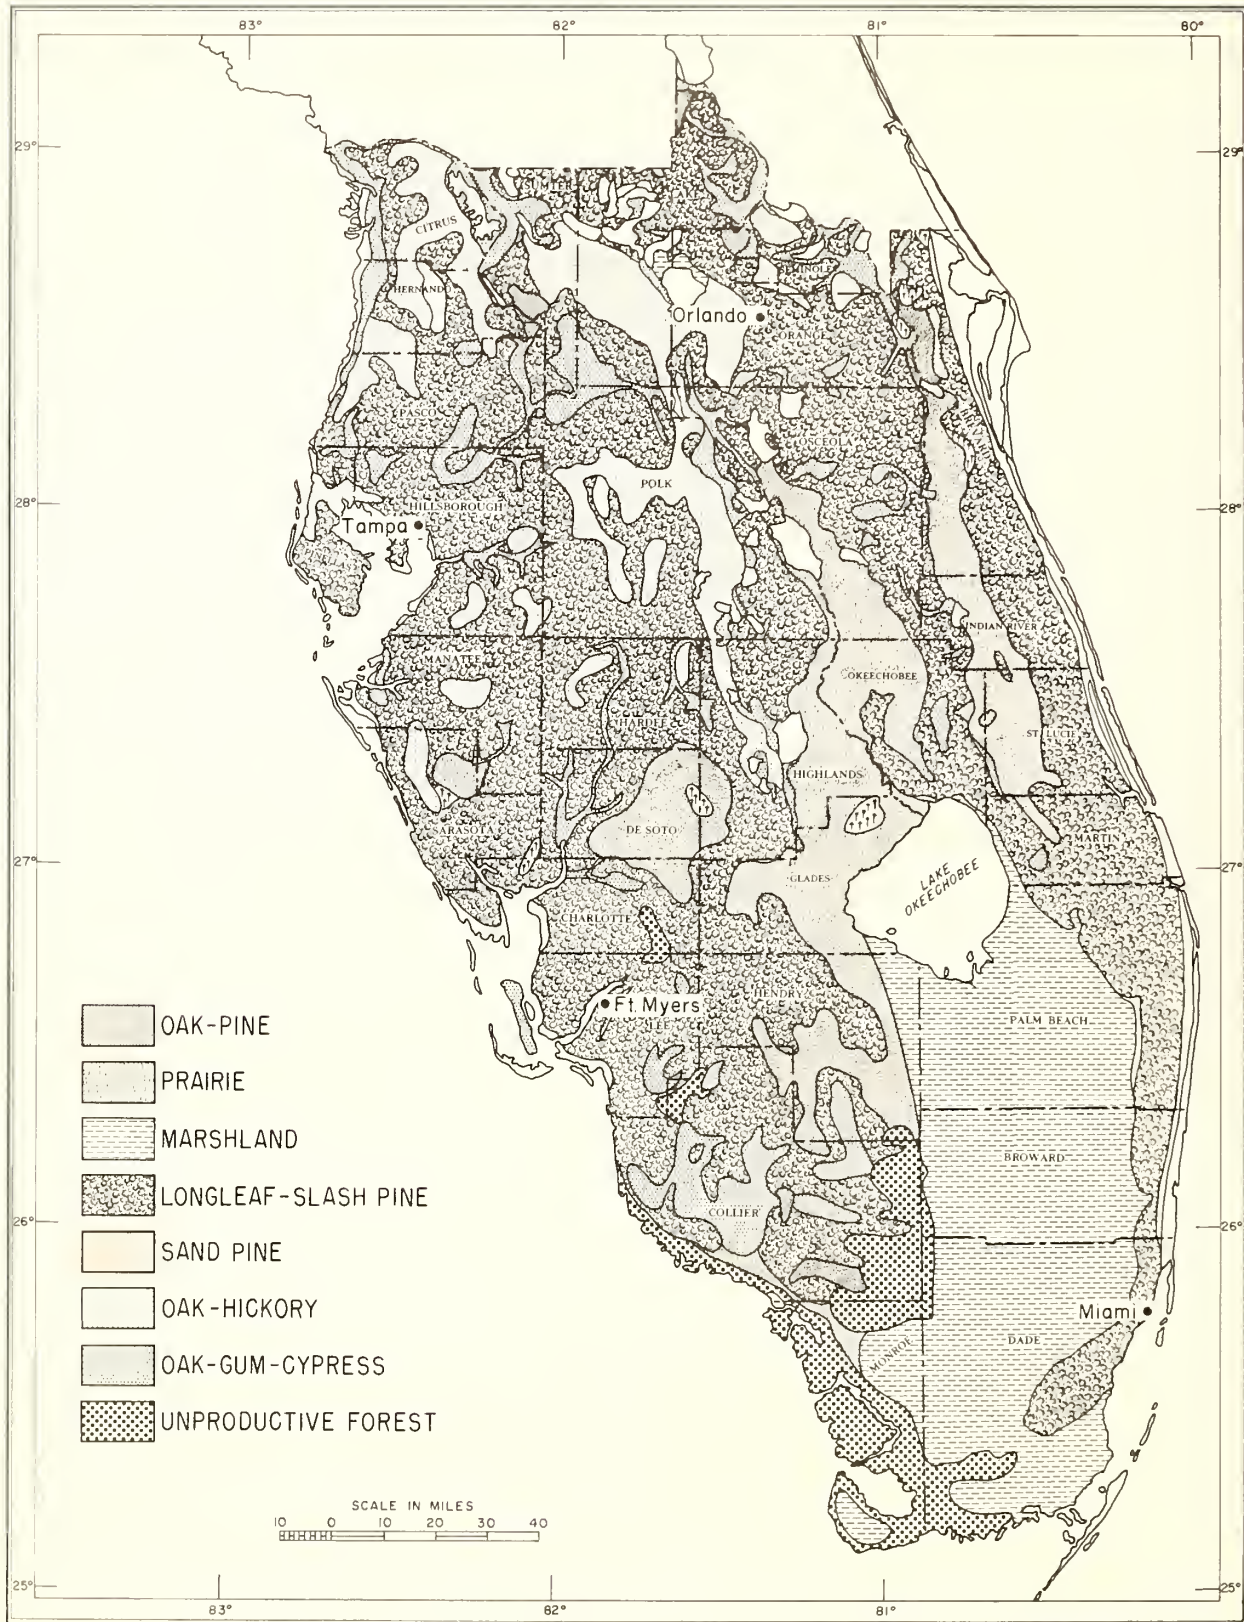 83° 82° 81° 80°
29° 29°
SUMTER
LAKE
CITRUS
SEMINOLE
HERNANDO
Orlando
ORANGE
PASCO
OSCEOLA
POLK
28° 28°
HILLSBOROUGH
Tampa
INDIAN RIVER
MANATEE
OKEECHOBEE
HARDEE
ST. LUCIE
HIGHLANDS
SARASOTA
DE SOTO
MARTIN
27° 27°
GLADES
LAKE
OKEECHOBEE
CHARLOTTE
HENDRY
Ft. Myers
LEE
PALM BEACH
BROWARD
COLLIER
26° 26°
Miami
MONROE
DADE
OAK-PINE
PRAIRIE
MARSHLAND
LONGLEAF-SLASH PINE
SAND PINE
OAK-HICKORY
OAK-GUM-CYPRESS
UNPRODUCTIVE FOREST
SCALE IN MILES
10 0 10 20 30 40
25° 25°
83° 82° 81°